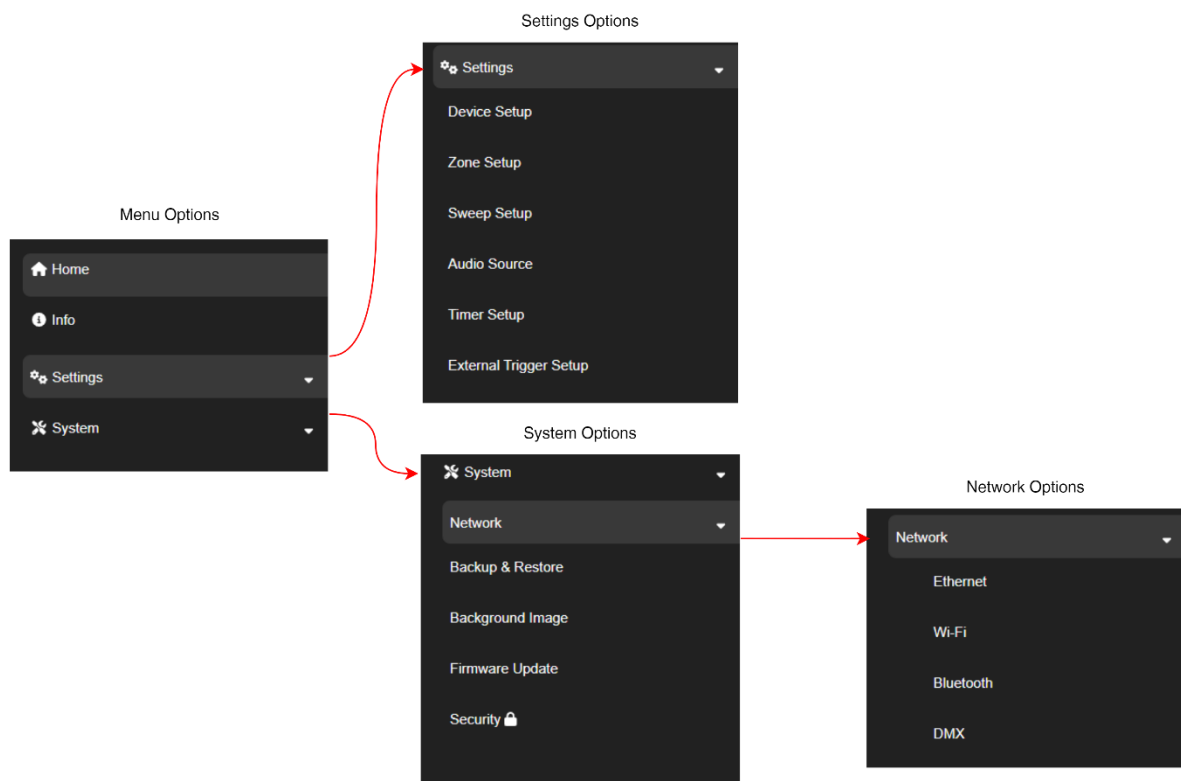 Settings Options
Settings
Device Setup
Zone Setup
Sweep Setup
Audio Source
Timer Setup
External Trigger Setup
Menu Options
Home
Info
Settings
System
System Options
System
Network
Backup & Restore
Background Image
Firmware Update
Security
Network Options
Network
Ethernet
Wi-Fi
Bluetooth
DMX